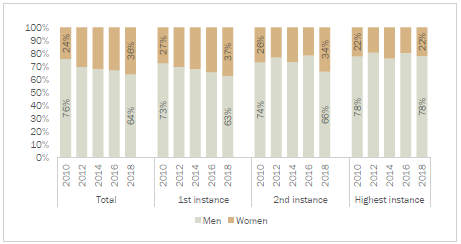 100%
90%
80%
70%
60%
50%
40%
30%
20%
10%
0%
24% 36% 27% 37% 26% 34% 22% 22%
76% 64% 73% 63% 74% 66% 78% 78%
2010 2012 2014 2016 2018 2010 2012 2014 2016 2018 2010 2012 2014 2016 2018 2010 2012 2014 2016 2018
Total 1st instance 2nd instance Highest instance
Men Women